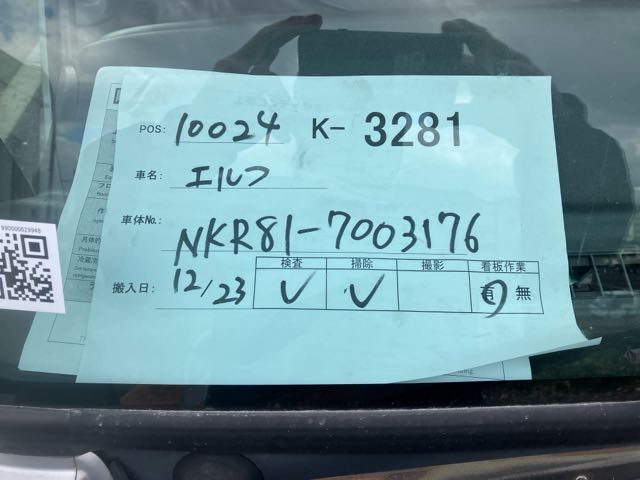 POS: 10024 K- 3281
車名: エルフ
車体No.: NKR81-7003176
検査 掃除 撮影 看板作業
搬入日: 12/23 ✓ ✓ 有 無
990000629948